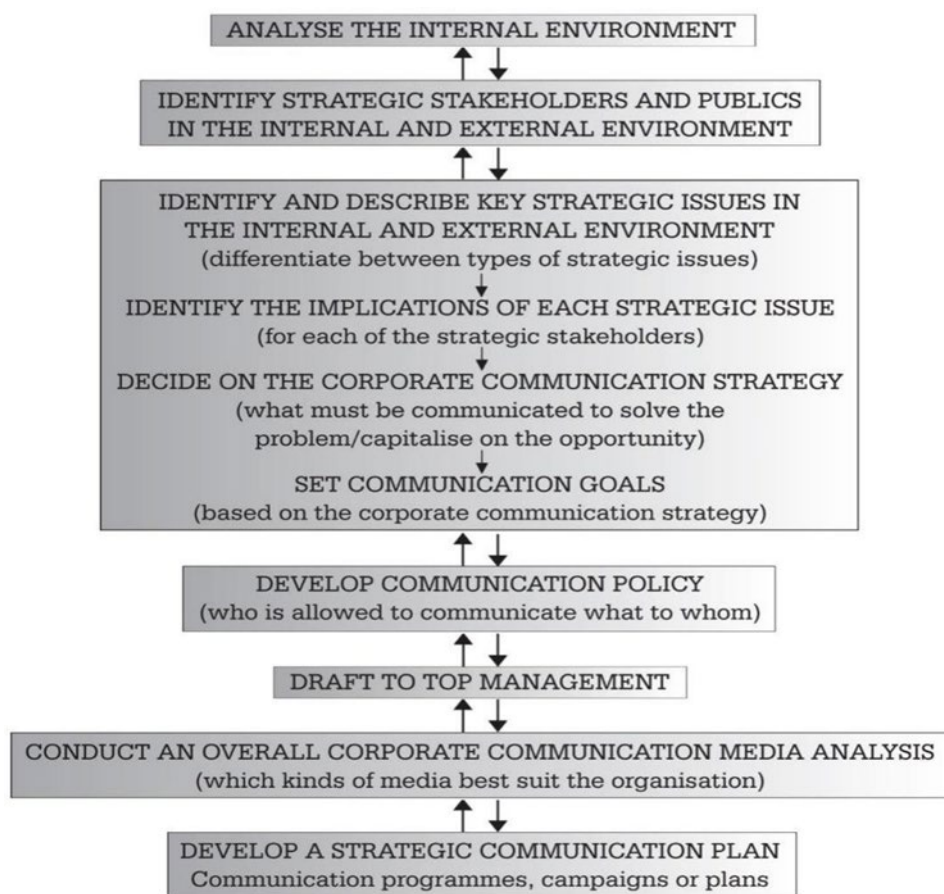 ANALYSE THE INTERNAL ENVIRONMENT
IDENTIFY STRATEGIC STAKEHOLDERS AND PUBLICS
IN THE INTERNAL AND EXTERNAL ENVIRONMENT
IDENTIFY AND DESCRIBE KEY STRATEGIC ISSUES IN
THE INTERNAL AND EXTERNAL ENVIRONMENT
(differentiate between types of strategic issues)
IDENTIFY THE IMPLICATIONS OF EACH STRATEGIC ISSUE
(for each of the strategic stakeholders)
DECIDE ON THE CORPORATE COMMUNICATION STRATEGY
(what must be communicated to solve the
problem/capitalise on the opportunity)
SET COMMUNICATION GOALS
(based on the corporate communication strategy)
DEVELOP COMMUNICATION POLICY
(who is allowed to communicate what to whom)
DRAFT TO TOP MANAGEMENT
CONDUCT AN OVERALL CORPORATE COMMUNICATION MEDIA ANALYSIS
(which kinds of media best suit the organisation)
DEVELOP A STRATEGIC COMMUNICATION PLAN
Communication programmes, campaigns or plans